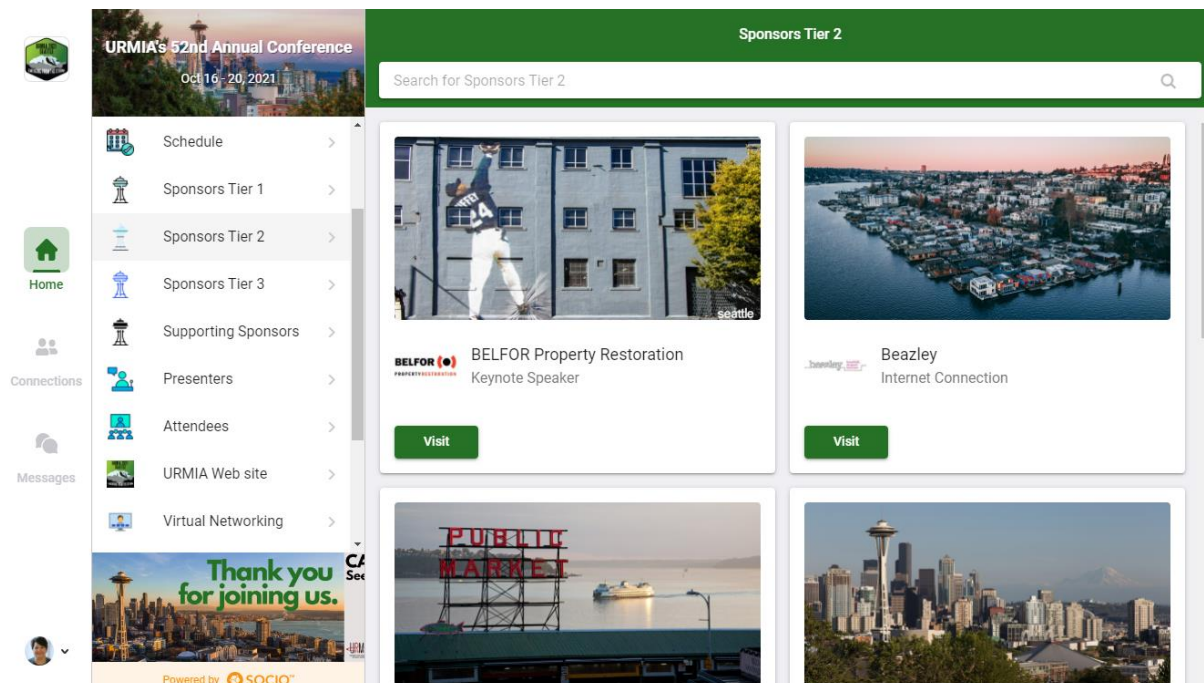 URMIA's 52nd Annual Conference
Oct 16 - 20, 2021
Home
Connections
Messages
Schedule
Sponsors Tier 1
Sponsors Tier 2
Sponsors Tier 3
Supporting Sponsors
Presenters
Attendees
URMIA Web site
Virtual Networking
Thank you
for joining us.
Powered by SOCIO
Sponsors Tier 2
Search for Sponsors Tier 2
24
seattle
BELFOR
PROPERTY RESTORATION
BELFOR Property Restoration
Keynote Speaker
Visit
beazley
Beazley
Internet Connection
Visit
PUBLIC
MARKET